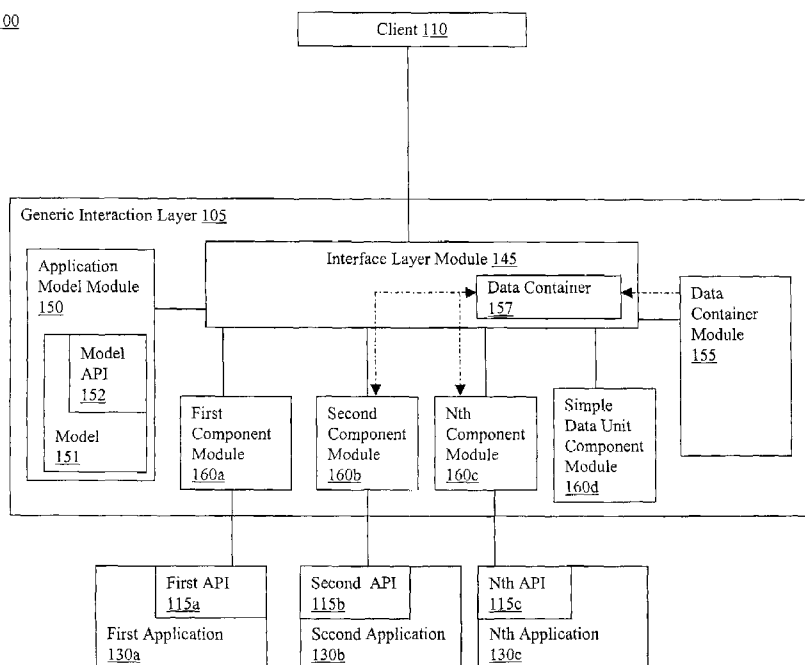 00
Client 110
Generic Interaction Layer 105
Interface Layer Module 145
Application
Model Module
150
Data Container
157
Data
Container
Module
155
Model
API
152
Model
151
First
Component
Module
160a
Second
Component
Module
160b
Nth
Component
Module
160c
Simple
Data Unit
Component
Module
160d
First API
115a
First Application
130a
Second API
115b
Second Application
130b
Nth API
115c
Nth Application
130c